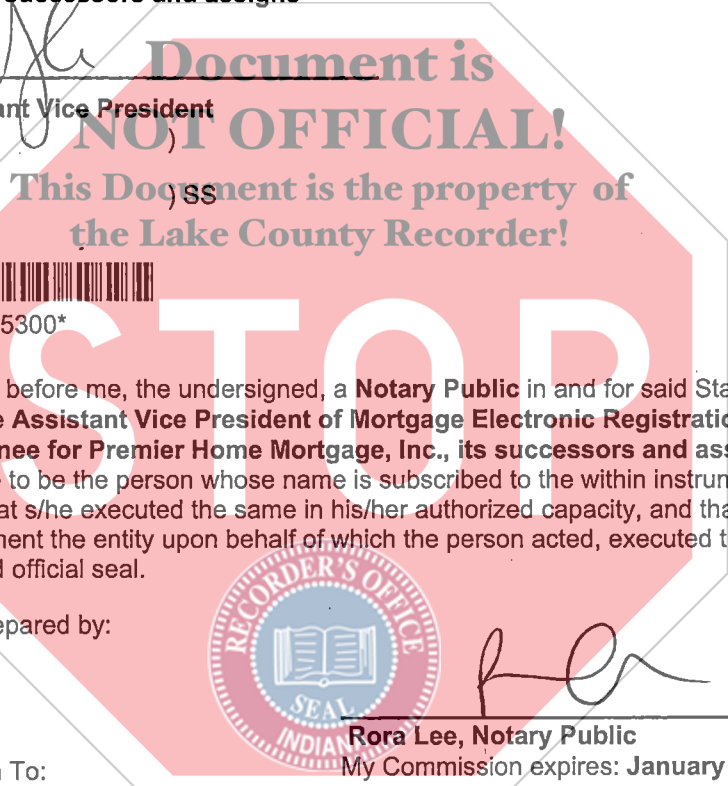 successors and assigns
Document is
ant Vice President
NOT OFFICIAL!
)
This Document is the property of
) SS
the Lake County Recorder!
5300*
STOP
before me, the undersigned, a Notary Public in and for said Sta
e Assistant Vice President of Mortgage Electronic Registratio
nee for Premier Home Mortgage, Inc., its successors and ass
to be the person whose name is subscribed to the within instrun
at s/he executed the same in his/her authorized capacity, and tha
ment the entity upon behalf of which the person acted, executed t
d official seal.
RECORDER'S OFFICE
epared by:
SEAL
INDIANA
Rora Lee, Notary Public
n To:
My Commission expires: January